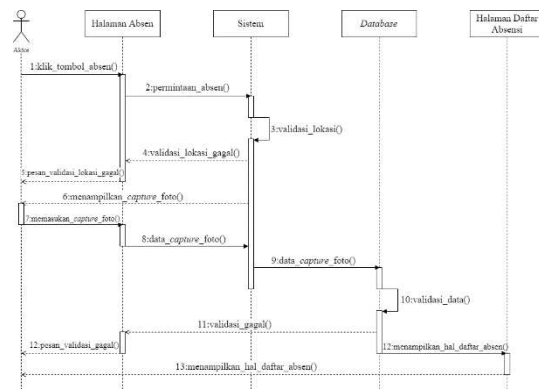 Halaman Absen
Sistem
Database
Halaman Daftar
Absensi
Aktor
1:klik_tombol_absen()
2:permintaan_absen()
3:validasi_lokasi()
4:validasi_lokasi_gagal()
5:pesan_validasi_lokasi_gagal()
6:menampilkan_capture_foto()
7:memasukan_capture_foto()
8:data_capture_foto()
9:data_capture_foto()
10:validasi_data()
11:validasi_gagal()
12:pesan_validasi_gagal()
12:menampilkan_hal_daftar_absen()
13:menampilkan_hal_daftar_absen()